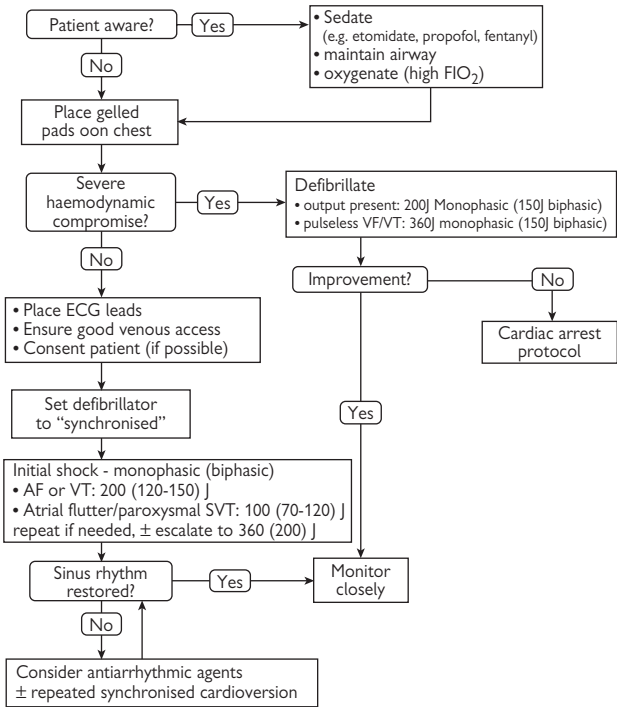 Patient aware?
Yes
• Sedate
(e.g. etomidate, propofol, fentanyl)
• maintain airway
• oxygenate (high FIO₂)
No
Place gelled
pads oon chest
Severe
haemodynamic
compromise?
Yes
Defibrillate
• output present: 200J Monophasic (150J biphasic)
• pulseless VF/VT: 360J monophasic (150J biphasic)
No
Improvement?
No
Cardiac arrest
protocol
• Place ECG leads
• Ensure good venous access
• Consent patient (if possible)
Set defibrillator
to “synchronised”
Yes
Initial shock - monophasic (biphasic)
• AF or VT: 200 (120-150) J
• Atrial flutter/paroxysmal SVT: 100 (70-120) J
repeat if needed, ± escalate to 360 (200) J
Sinus rhythm
restored?
Yes
Monitor
closely
No
Consider antiarrhythmic agents
± repeated synchronised cardioversion